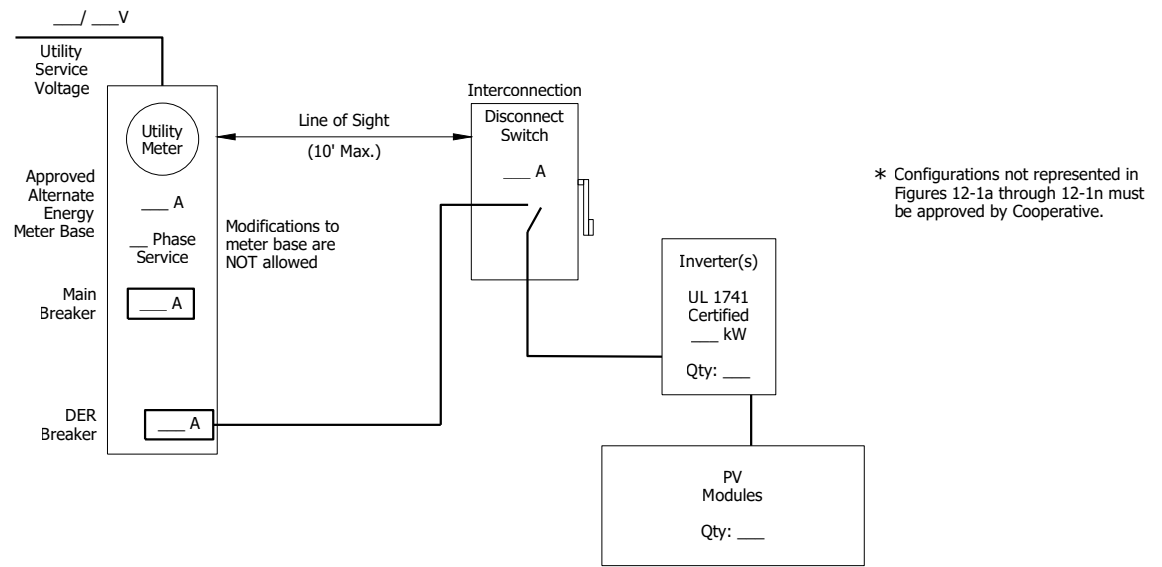 ___/ ___V
Utility
Service
Voltage
Utility
Meter
Approved
Alternate
Energy
Meter Base
___ A
__ Phase
Service
Main
Breaker
___ A
DER
Breaker
___ A
Modifications to
meter base are
NOT allowed
Line of Sight
(10' Max.)
Interconnection
Disconnect
Switch
___ A
Inverter(s)
UL 1741
Certified
___ kW
Qty: ___
PV
Modules
Qty: ___
* Configurations not represented in
Figures 12-1a through 12-1n must
be approved by Cooperative.